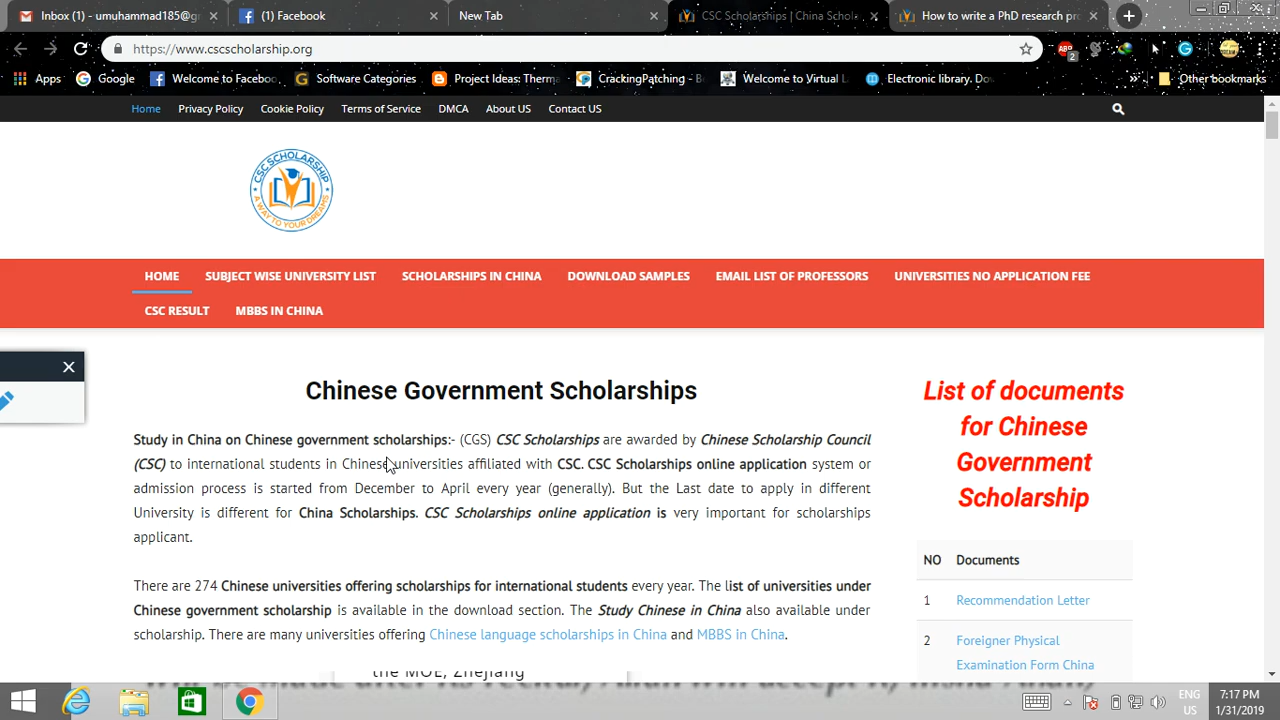 Inbox (1) - umuhammad185@g
(1) Facebook
New Tab
CSC Scholarships | China Schol
How to write a PhD research pro
https://www.cscscholarship.org
ABP
2
Apps
Google
Welcome to Faceboo
Software Categories
Project Ideas: Therma
CrackingPatching - B
Welcome to Virtual L
Electronic library. Do
Other bookmarks
Home
Privacy Policy
Cookie Policy
Terms of Service
DMCA
About US
Contact US
CSC SCHOLARSHIP
A WAY TO YOUR DREAMS
HOME
SUBJECT WISE UNIVERSITY LIST
SCHOLARSHIPS IN CHINA
DOWNLOAD SAMPLES
EMAIL LIST OF PROFESSORS
UNIVERSITIES NO APPLICATION FEE
CSC RESULT
MBBS IN CHINA
Chinese Government Scholarships
Study in China on Chinese government scholarships:- (CGS) CSC Scholarships are awarded by Chinese Scholarship Council
(CSC) to international students in Chinese universities affiliated with CSC. CSC Scholarships online application system or
admission process is started from December to April every year (generally). But the Last date to apply in different
University is different for China Scholarships. CSC Scholarships online application is very important for scholarships
applicant.
There are 274 Chinese universities offering scholarships for international students every year. The list of universities under
Chinese government scholarship is available in the download section. The Study Chinese in China also available under
scholarship. There are many universities offering Chinese language scholarships in China and MBBS in China.
List of documents
for Chinese
Government
Scholarship
NO Documents
1 Recommendation Letter
2 Foreigner Physical
Examination Form China
the MOE, Zhejiang
ENG
US
7:17 PM
1/31/2019